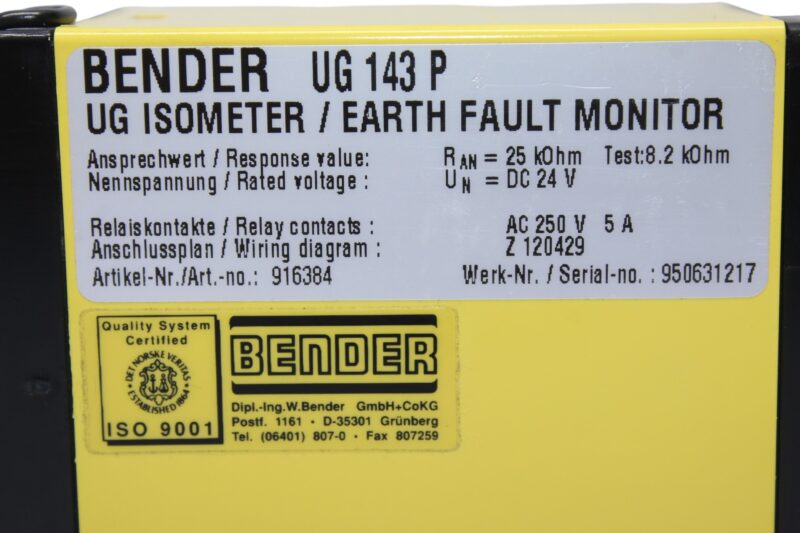 BENDER UG 143 P
UG ISOMETER / EARTH FAULT MONITOR
Ansprechwert / Response value: R AN = 25 kOhm Test:8.2 kOhm
Nennspannung / Rated voltage : U N = DC 24 V
Relaiskontakte / Relay contacts : AC 250 V 5 A
Anschlussplan / Wiring diagram : Z 120429
Artikel-Nr./Art.-no.: 916384 Werk-Nr. / Serial-no. : 950631217
Quality System
Certified
DET NORSKE VERITAS
ESTABLISHED 1864
ISO 9001
BENDER
Dipl.-Ing.W.Bender GmbH+CoKG
Postf. 1161 · D-35301 Grünberg
Tel. (06401) 807-0 · Fax 807259